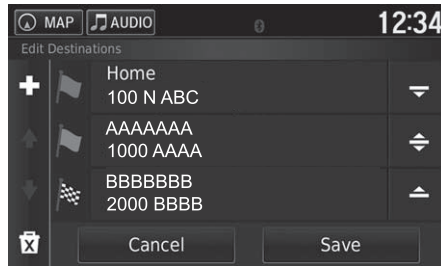 MAP AUDIO 12:34
Edit Destinations
Home
100 N ABC
AAAAAAA
1000 AAAA
BBBBBBB
2000 BBBB
Cancel Save